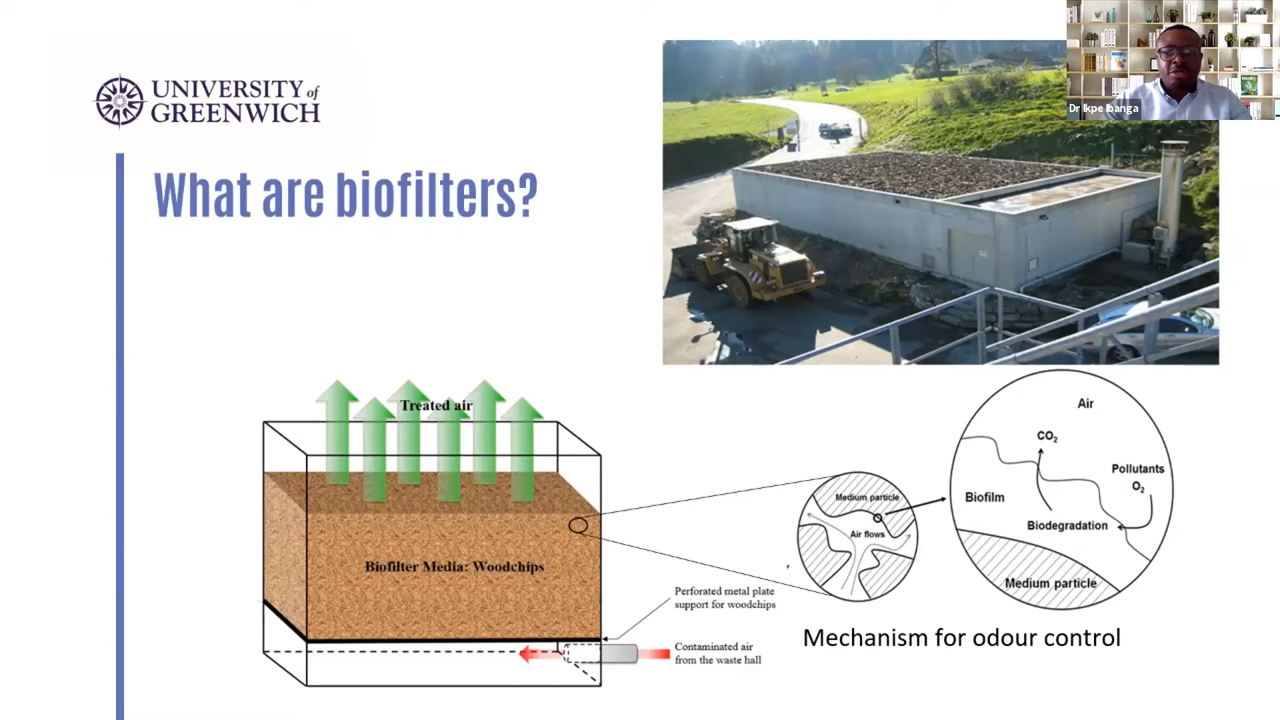 UNIVERSITY of
GREENWICH
What are biofilters?
Dr Ikpe Ibanga
Treated air
Biofilter Media: Woodchips
Perforated metal plate
support for woodchips
Contaminated air
from the waste hall
Medium particle
Air flows
Air
CO2
Pollutants
O2
Biofilm
Biodegradation
Medium particle
Mechanism for odour control